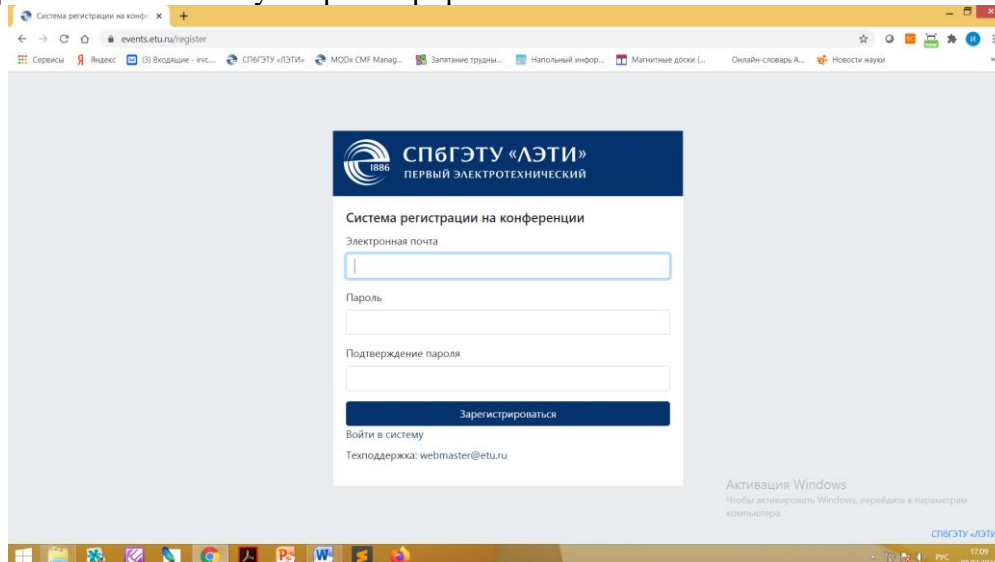 Система регистрации на конфе
events.etu.ru/register
Сервисы Яндекс (3) Входящие - irvc... СПбГЭТУ «ЛЭТИ» MODx CMF Manag... Запятание трудны... Напольный инфор... Магнитные доски (... Онлайн-словарь А... Новости науки
1886
СПбГЭТУ «ЛЭТИ»
ПЕРВЫЙ ЭЛЕКТРОТЕХНИЧЕСКИЙ
Система регистрации на конференции
Электронная почта
Пароль
Подтверждение пароля
Зарегистрироваться
Войти в систему
Техподдержка: webmaster@etu.ru
Активация Windows
Чтобы активировать Windows, перейдите к параметрам
компьютера.
СПбГЭТУ «ЛЭТИ
РУС 17:09